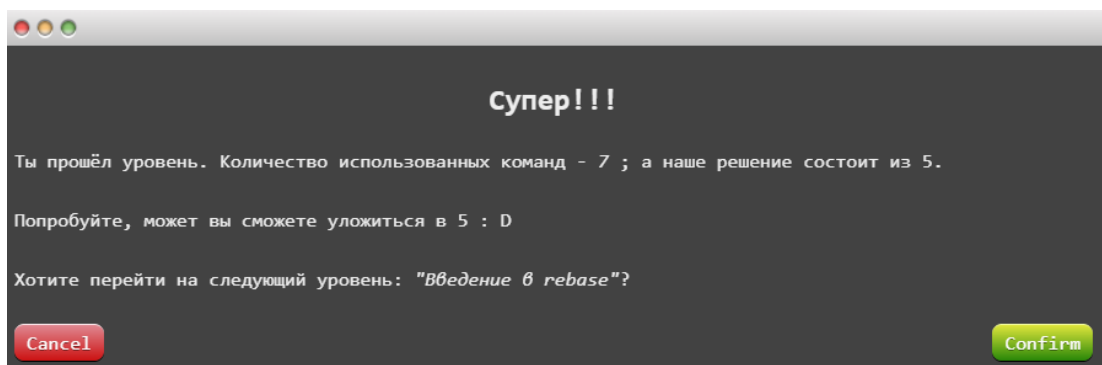 Супер!!!
Ты прошёл уровень. Количество использованных команд - 7 ; а наше решение состоит из 5.
Попробуйте, может вы сможете уложиться в 5 : D
Хотите перейти на следующий уровень: "Введение в rebase"?
Cancel
Confirm